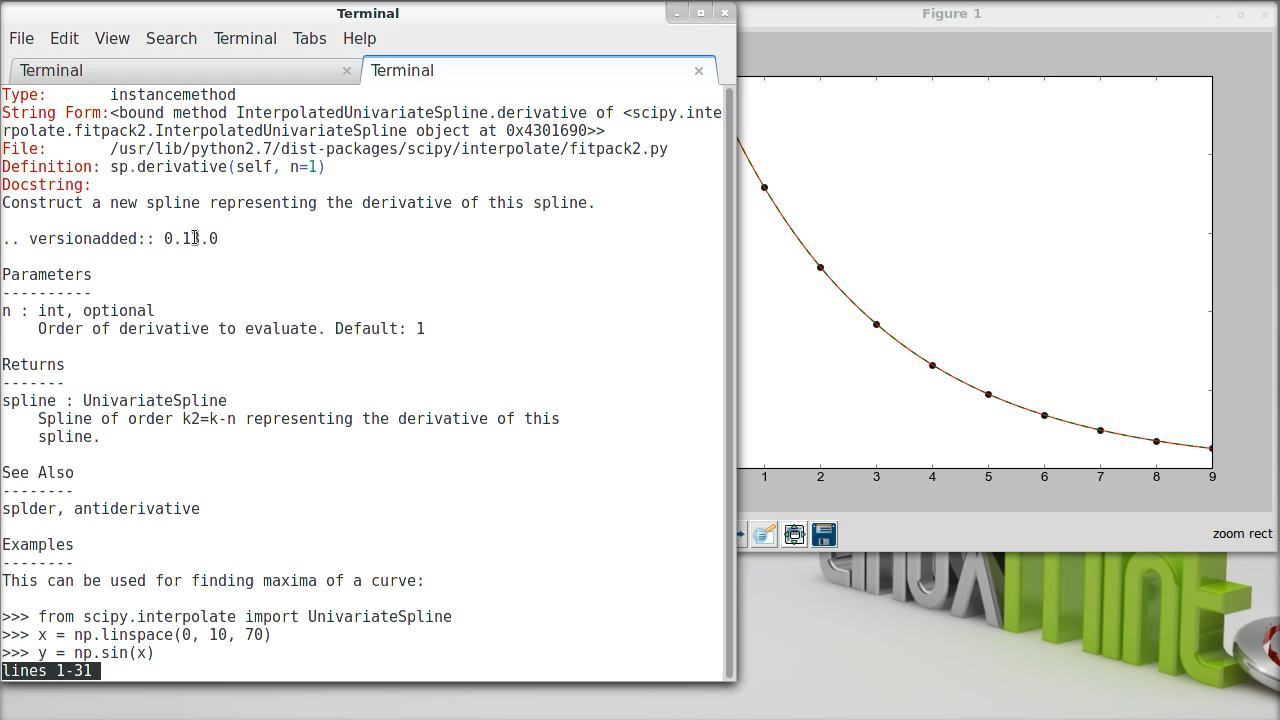 Terminal
File Edit View Search Terminal Tabs Help
Terminal
Terminal
Type: instancemethod
String Form:<bound method InterpolatedUnivariateSpline.derivative of <scipy.inte
rpolate.fitpack2.InterpolatedUnivariateSpline object at 0x4301690>>
File: /usr/lib/python2.7/dist-packages/scipy/interpolate/fitpack2.py
Definition: sp.derivative(self, n=1)
Docstring:
Construct a new spline representing the derivative of this spline.
.. versionadded:: 0.13.0
Parameters
----------
n : int, optional
Order of derivative to evaluate. Default: 1
Returns
-------
spline : UnivariateSpline
Spline of order k2=k-n representing the derivative of this
spline.
See Also
--------
splder, antiderivative
Examples
--------
This can be used for finding maxima of a curve:
>>> from scipy.interpolate import UnivariateSpline
>>> x = np.linspace(0, 10, 70)
>>> y = np.sin(x)
lines 1-31
Figure 1
1 2 3 4 5 6 7 8 9
zoom rect